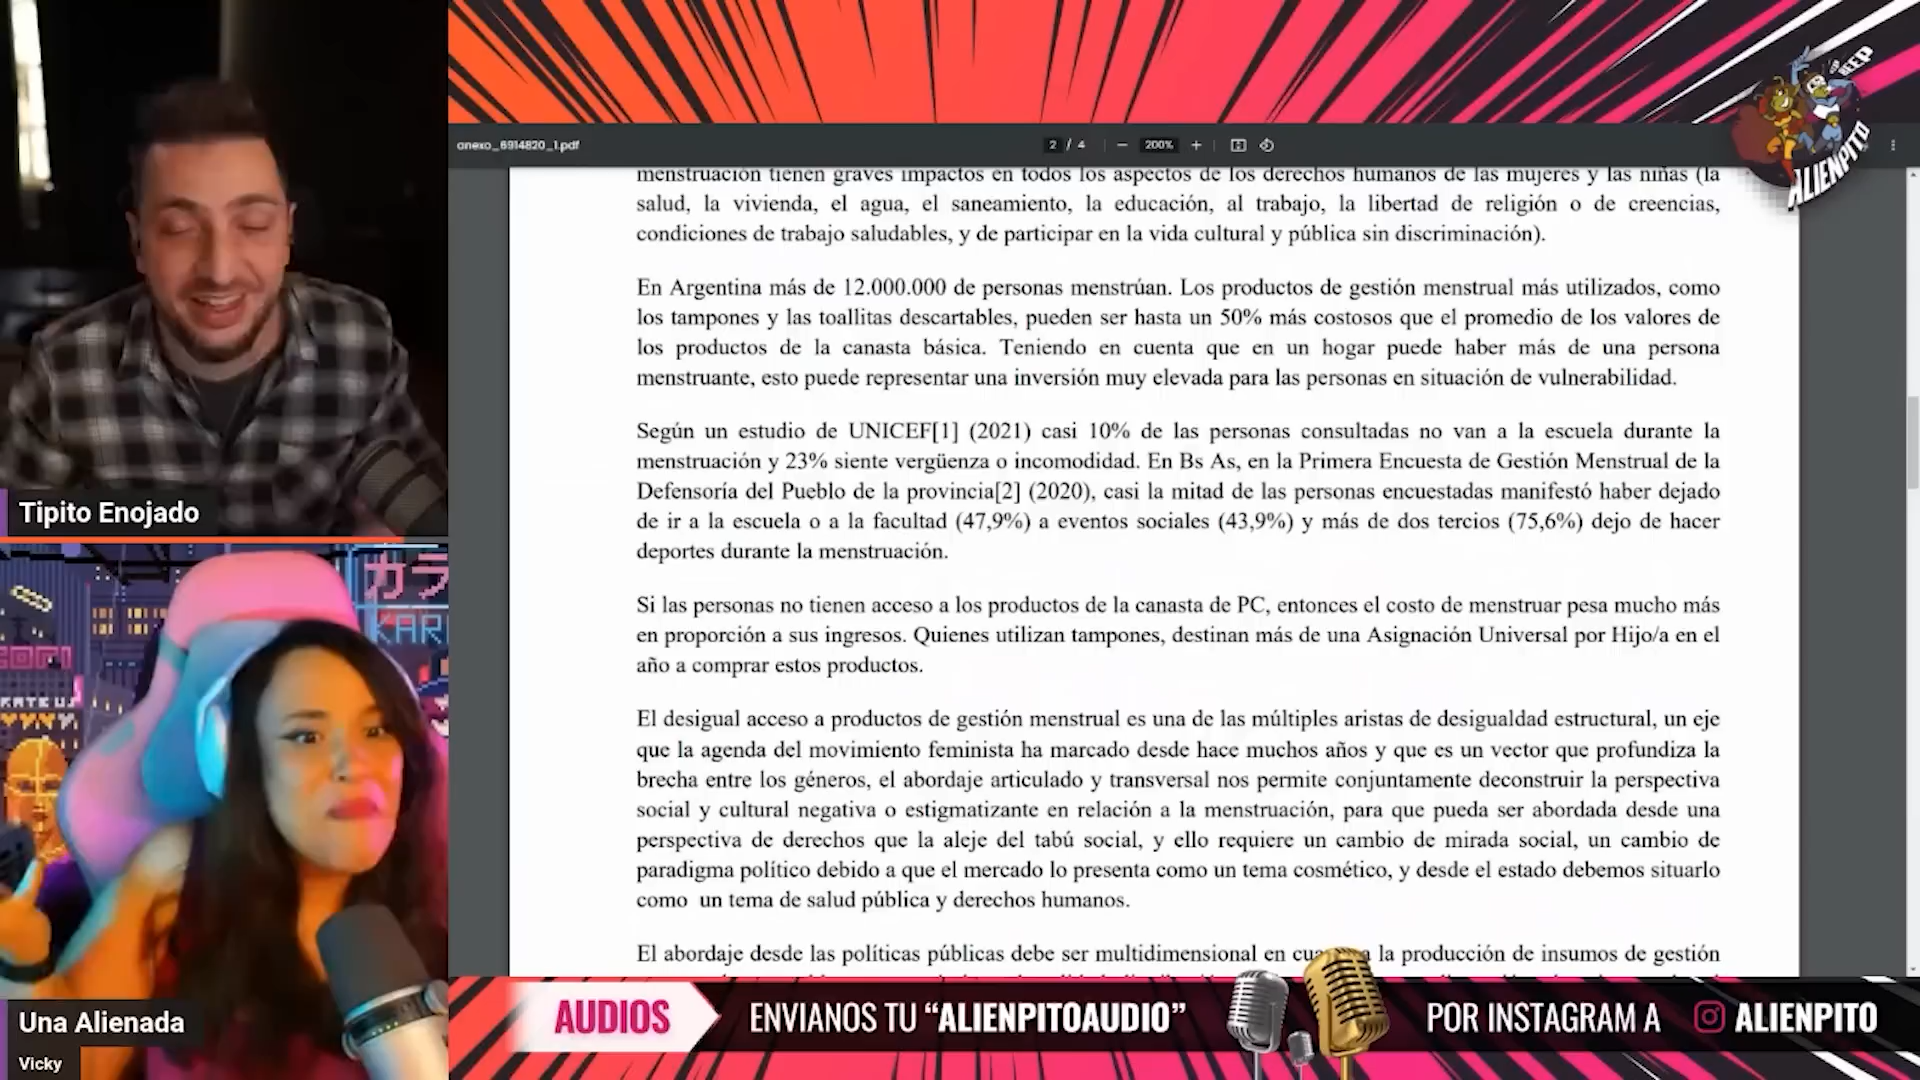 anexo_6914820_1.pdf
2 / 4
200%
BEEP
ALIENPITO
menstruación tienen graves impactos en todos los aspectos de los derechos humanos de las mujeres y las niñas (la
salud, la vivienda, el agua, el saneamiento, la educación, al trabajo, la libertad de religión o de creencias,
condiciones de trabajo saludables, y de participar en la vida cultural y pública sin discriminación).
En Argentina más de 12.000.000 de personas menstrúan. Los productos de gestión menstrual más utilizados, como
los tampones y las toallitas descartables, pueden ser hasta un 50% más costosos que el promedio de los valores de
los productos de la canasta básica. Teniendo en cuenta que en un hogar puede haber más de una persona
menstruante, esto puede representar una inversión muy elevada para las personas en situación de vulnerabilidad.
Según un estudio de UNICEF[1] (2021) casi 10% de las personas consultadas no van a la escuela durante la
menstruación y 23% siente vergüenza o incomodidad. En Bs As, en la Primera Encuesta de Gestión Menstrual de la
Defensoría del Pueblo de la provincia[2] (2020), casi la mitad de las personas encuestadas manifestó haber dejado
de ir a la escuela o a la facultad (47,9%) a eventos sociales (43,9%) y más de dos tercios (75,6%) dejo de hacer
deportes durante la menstruación.
Si las personas no tienen acceso a los productos de la canasta de PC, entonces el costo de menstruar pesa mucho más
en proporción a sus ingresos. Quienes utilizan tampones, destinan más de una Asignación Universal por Hijo/a en el
año a comprar estos productos.
El desigual acceso a productos de gestión menstrual es una de las múltiples aristas de desigualdad estructural, un eje
que la agenda del movimiento feminista ha marcado desde hace muchos años y que es un vector que profundiza la
brecha entre los géneros, el abordaje articulado y transversal nos permite conjuntamente deconstruir la perspectiva
social y cultural negativa o estigmatizante en relación a la menstruación, para que pueda ser abordada desde una
perspectiva de derechos que la aleje del tabú social, y ello requiere un cambio de mirada social, un cambio de
paradigma político debido a que el mercado lo presenta como un tema cosmético, y desde el estado debemos situarlo
como un tema de salud pública y derechos humanos.
El abordaje desde las políticas públicas debe ser multidimensional en la producción de insumos de gestión
Tipito Enojado
カラ
KAR
Una Alienada
Vicky
AUDIOS
ENVIANOS TU “ALIENPITOAUDIO”
POR INSTAGRAM A
ALIENPITO